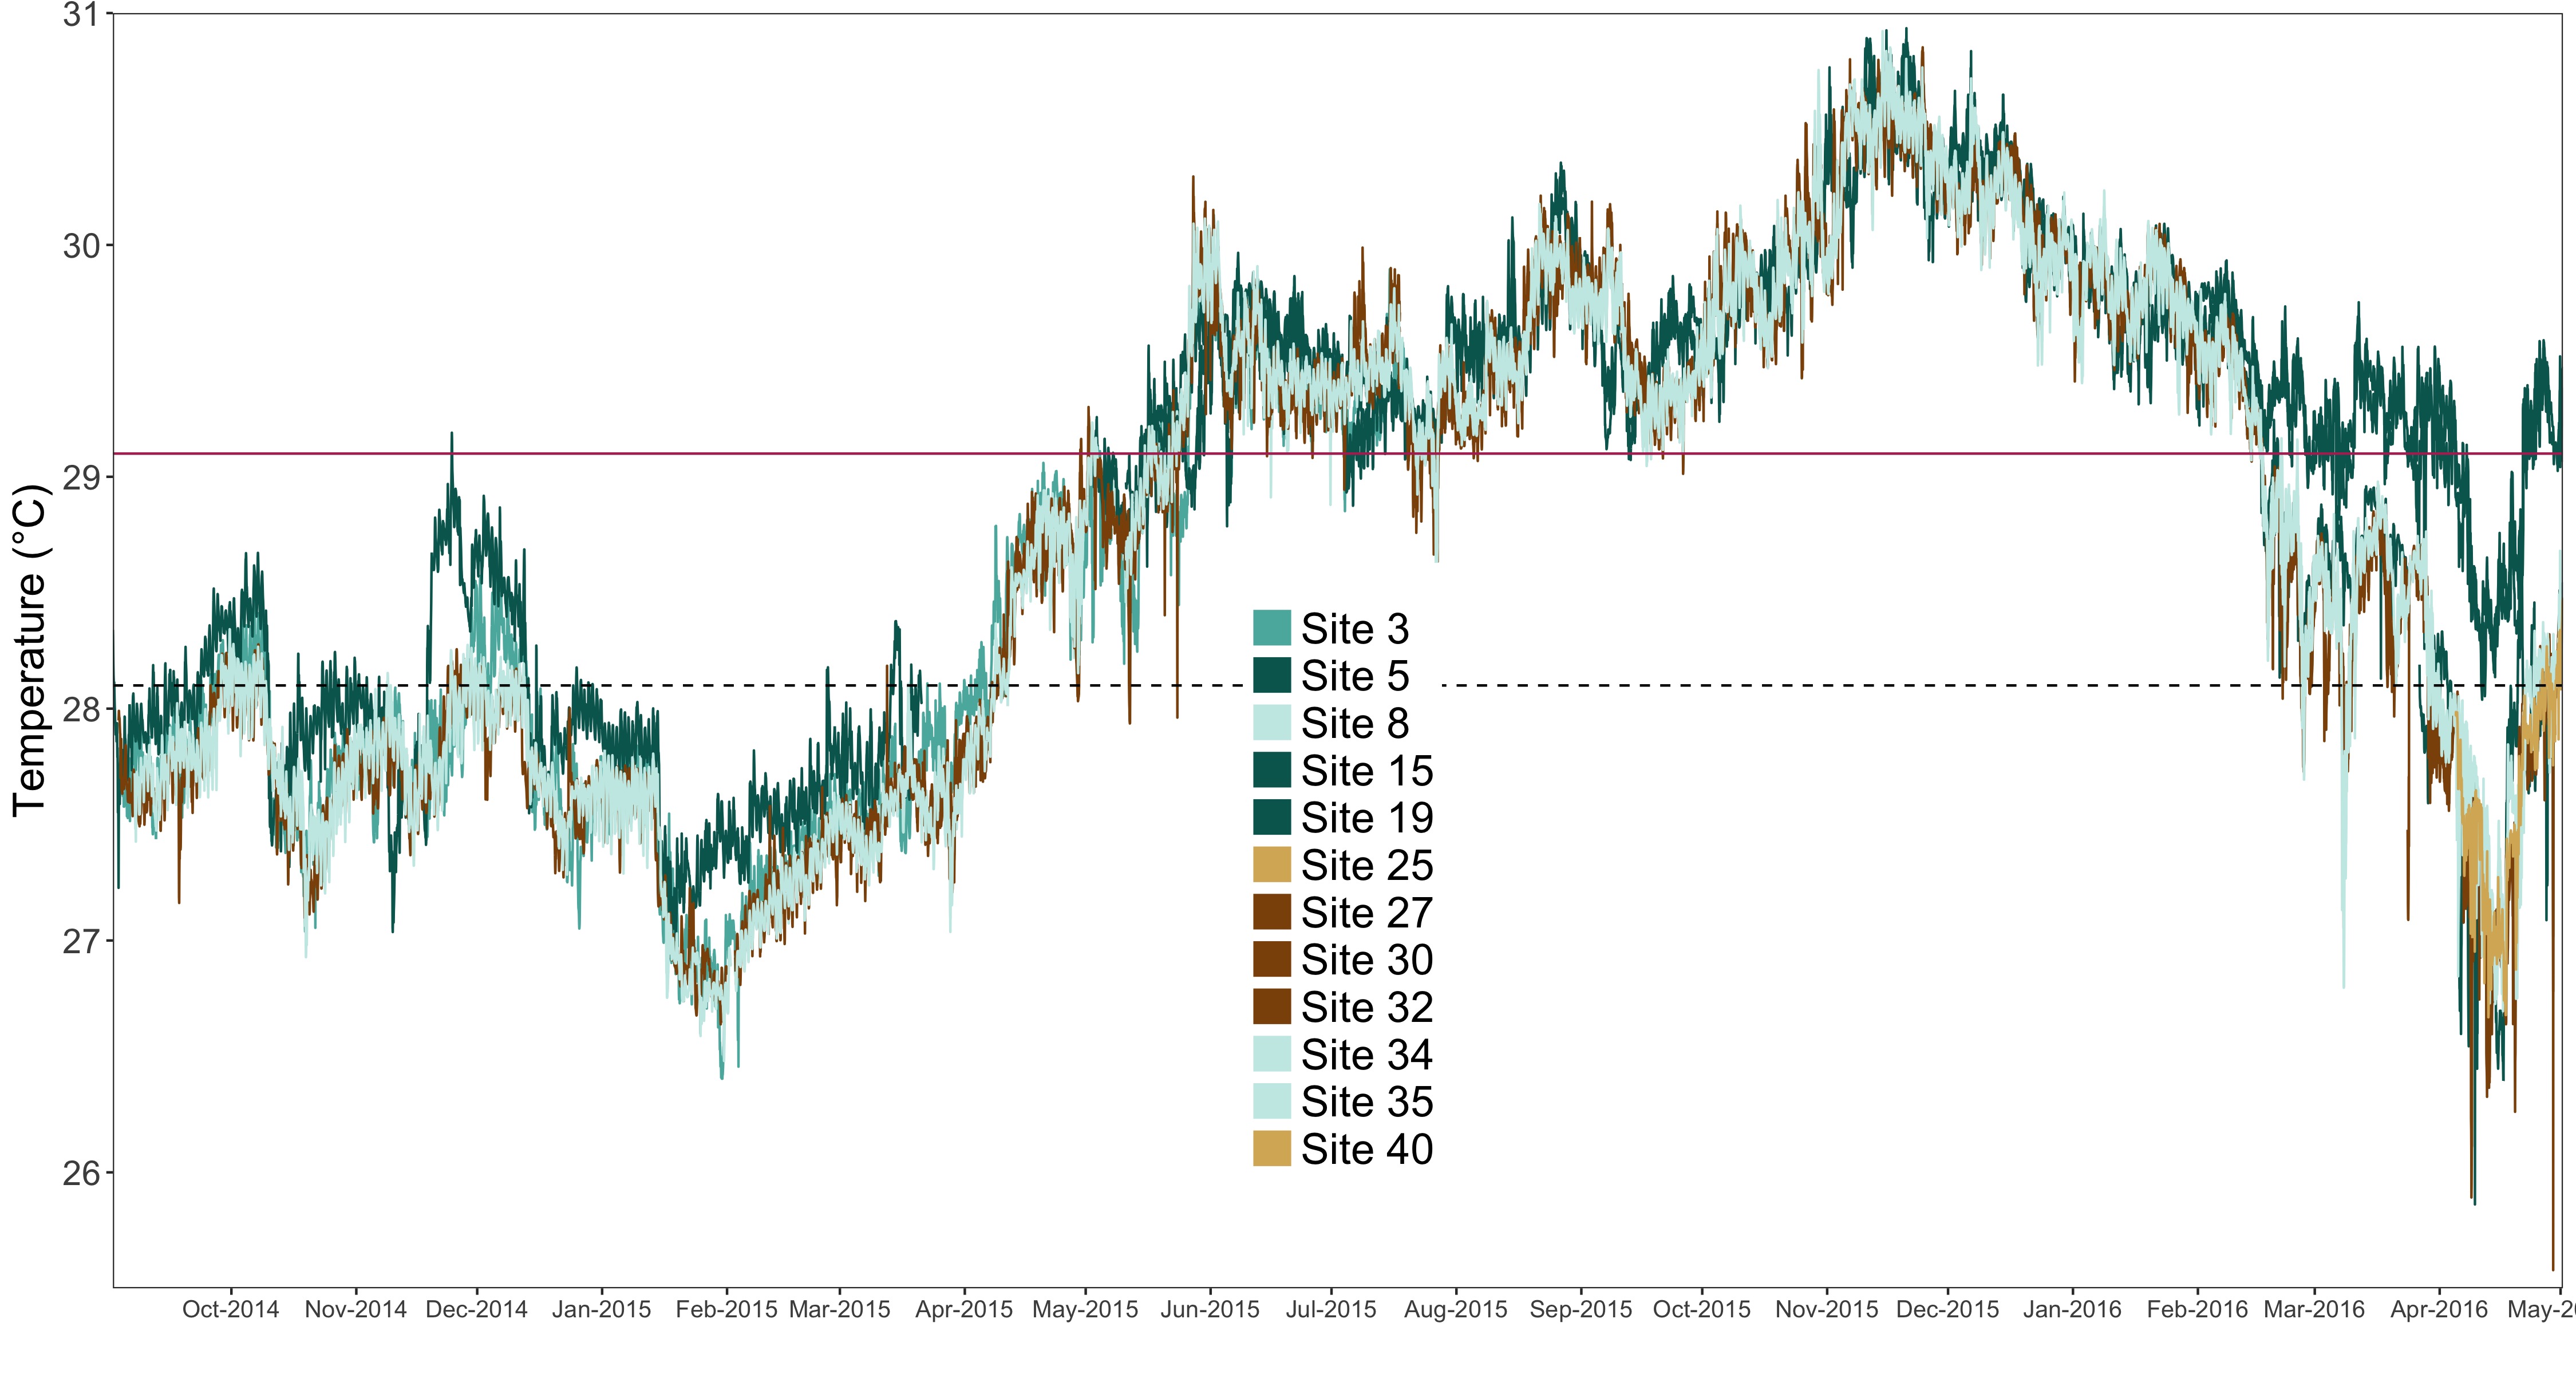 Temperature (°C)
31
30
29
28
27
26
Site 3
Site 5
Site 8
Site 15
Site 19
Site 25
Site 27
Site 30
Site 32
Site 34
Site 35
Site 40
Oct-2014 Nov-2014 Dec-2014 Jan-2015 Feb-2015 Mar-2015 Apr-2015 May-2015 Jun-2015 Jul-2015 Aug-2015 Sep-2015 Oct-2015 Nov-2015 Dec-2015 Jan-2016 Feb-2016 Mar-2016 Apr-2016 May-20